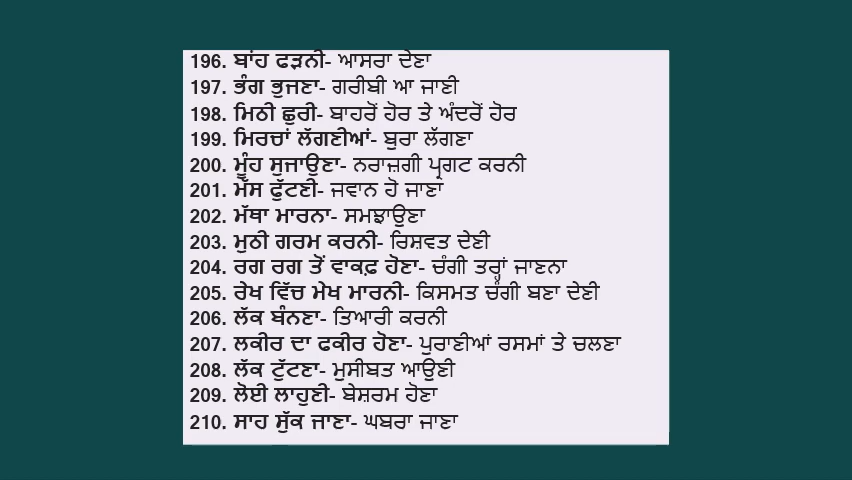 196. ਬਾਂਹ ਫੜਨੀ- ਆਸਰਾ ਦੇਣਾ
197. ਭੰਗ ਭੁਜਣਾ- ਗਰੀਬੀ ਆ ਜਾਣੀ
198. ਮਿਠੀ ਛੁਰੀ- ਬਾਹਰੋਂ ਹੋਰ ਤੇ ਅੰਦਰੋਂ ਹੋਰ
199. ਮਿਰਚਾਂ ਲੱਗਣੀਆਂ- ਬੁਰਾ ਲੱਗਣਾ
200. ਮੂੰਹ ਸੁਜਾਉਣਾ- ਨਰਾਜ਼ਗੀ ਪ੍ਰਗਟ ਕਰਨੀ
201. ਮੱਸ ਫੁੱਟਣੀ- ਜਵਾਨ ਹੋ ਜਾਣਾ
202. ਮੱਥਾ ਮਾਰਨਾ- ਸਮਝਾਉਣਾ
203. ਮੁਠੀ ਗਰਮ ਕਰਨੀ- ਰਿਸ਼ਵਤ ਦੇਣੀ
204. ਰਗ ਰਗ ਤੋਂ ਵਾਕਫ਼ ਹੋਣਾ- ਚੰਗੀ ਤਰ੍ਹਾਂ ਜਾਣਨਾ
205. ਰੇਖ ਵਿੱਚ ਮੇਖ ਮਾਰਨੀ- ਕਿਸਮਤ ਚੰਗੀ ਬਣਾ ਦੇਣੀ
206. ਲੱਕ ਬੰਨਣਾ- ਤਿਆਰੀ ਕਰਨੀ
207. ਲਕੀਰ ਦਾ ਫਕੀਰ ਹੋਣਾ- ਪੁਰਾਣੀਆਂ ਰਸਮਾਂ ਤੇ ਚਲਣਾ
208. ਲੱਕ ਟੁੱਟਣਾ- ਮੁਸੀਬਤ ਆਉਣੀ
209. ਲੋਈ ਲਾਹੁਣੀ- ਬੇਸ਼ਰਮ ਹੋਣਾ
210. ਸਾਹ ਸੁੱਕ ਜਾਣਾ- ਘਬਰਾ ਜਾਣਾ